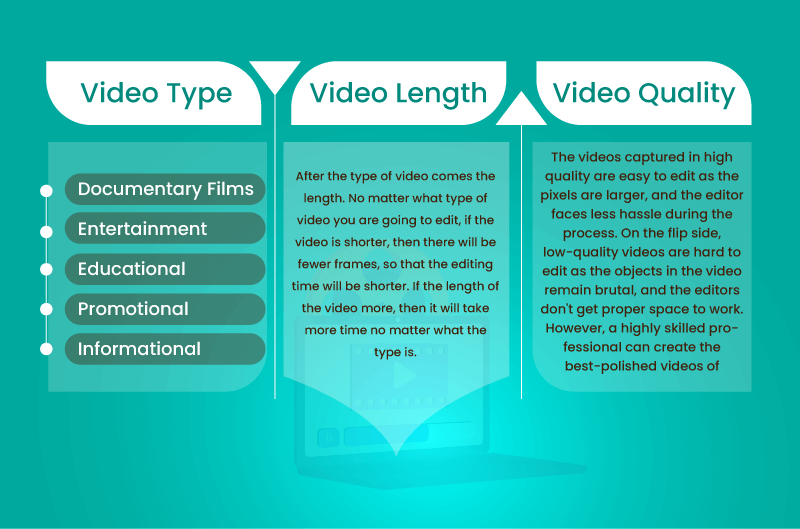 Video Type
Documentary Films
Entertainment
Educational
Promotional
Informational
Video Length
After the type of video comes the
length. No matter what type of
video you are going to edit, if the
video is shorter, then there will be
fewer frames, so that the editing
time will be shorter. If the length of
the video more, then it will take
more time no matter what the
type is.
Video Quality
The videos captured in high
quality are easy to edit as the
pixels are larger, and the editor
faces less hassle during the
process. On the flip side,
low-quality videos are hard to
edit as the objects in the video
remain brutal, and the editors
don't get proper space to work.
However, a highly skilled pro-
fessional can create the
best-polished videos of